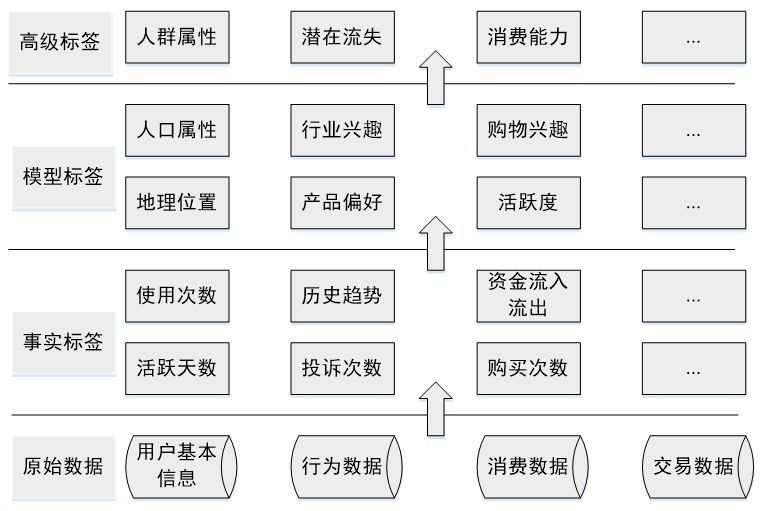 高级标签
人群属性
潜在流失
消费能力
...
模型标签
人口属性
行业兴趣
购物兴趣
...
地理位置
产品偏好
活跃度
...
事实标签
使用次数
历史趋势
资金流入
流出
...
活跃天数
投诉次数
购买次数
...
原始数据
用户基本
信息
行为数据
消费数据
交易数据